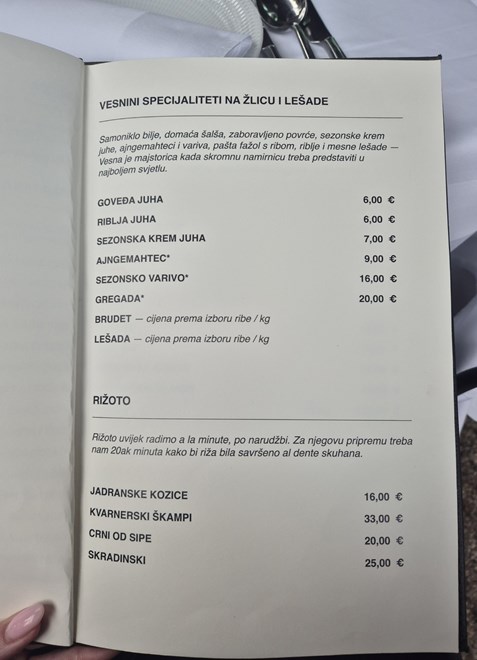 VESNINI SPECIJALITETI NA ŽLICU I LEŠADE
Samoniklo bilje, domaća šalša, zaboravljeno povrće, sezonske krem
juhe, ajngemahteci i variva, pašta fažol s ribom, riblje i mesne lešade —
Vesna je majstorica kada skromnu namirnicu treba predstaviti u
najboljem svjetlu.
GOVEĐA JUHA 6,00 €
RIBLJA JUHA 6,00 €
SEZONSKA KREM JUHA 7,00 €
AJNGEMAHTEC* 9,00 €
SEZONSKO VARIVO* 16,00 €
GREGADA* 20,00 €
BRUDET — cijena prema izboru ribe / kg
LEŠADA — cijena prema izboru ribe / kg
RIŽOTO
Rižoto uvijek radimo a la minute, po narudžbi. Za njegovu pripremu treba
nam 20ak minuta kako bi riža bila savršeno al dente skuhana.
JADRANSKE KOZICE 16,00 €
KVARNERSKI ŠKAMPI 33,00 €
CRNI OD SIPE 20,00 €
SKRADINSKI 25,00 €